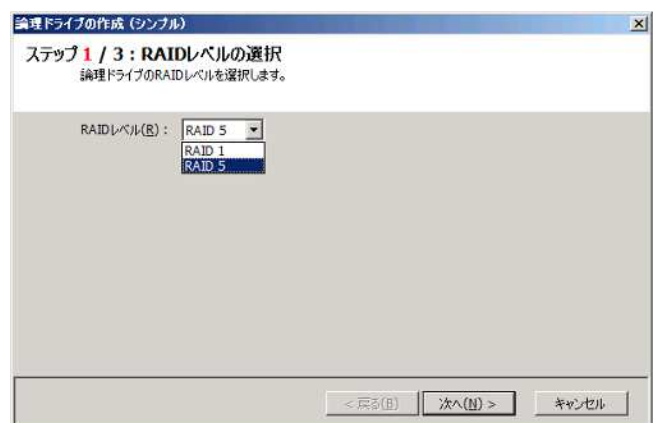 論理ドライブの作成 (シンプル)
ステップ 1 / 3 : RAIDレベルの選択
論理ドライブのRAIDレベルを選択します。
RAIDレベル(R) : RAID 5
RAID 1
RAID 5
< 戻る(B) 次へ(N) > キャンセル